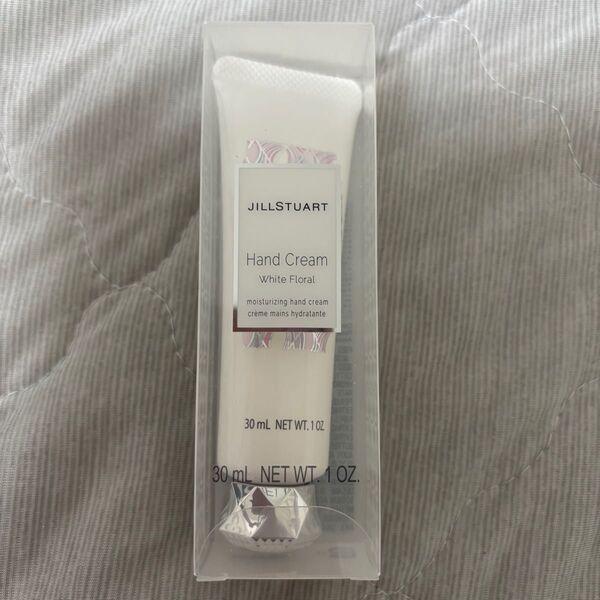 JILLSTUART
Hand Cream
White Floral
moisturizing hand cream
crème mains hydratante
30 mL NET WT. 1 OZ.
30 mL NET WT. 1 OZ.